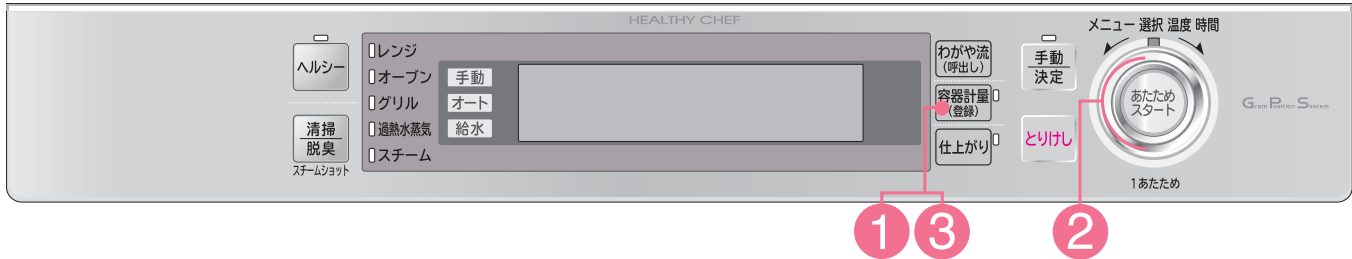 HEALTHY CHEF
ヘルシー
清掃
脱臭
スチームショット
レンジ
オーブン
グリル
過熱水蒸気
スチーム
手動
オート
給水
わがや流
(呼出し)
容器計量
(登録)
仕上がり
手動
決定
とりけし
メニュー 選択 温度 時間
あたため
スタート
1あたため
Gram Position System
1
3
2